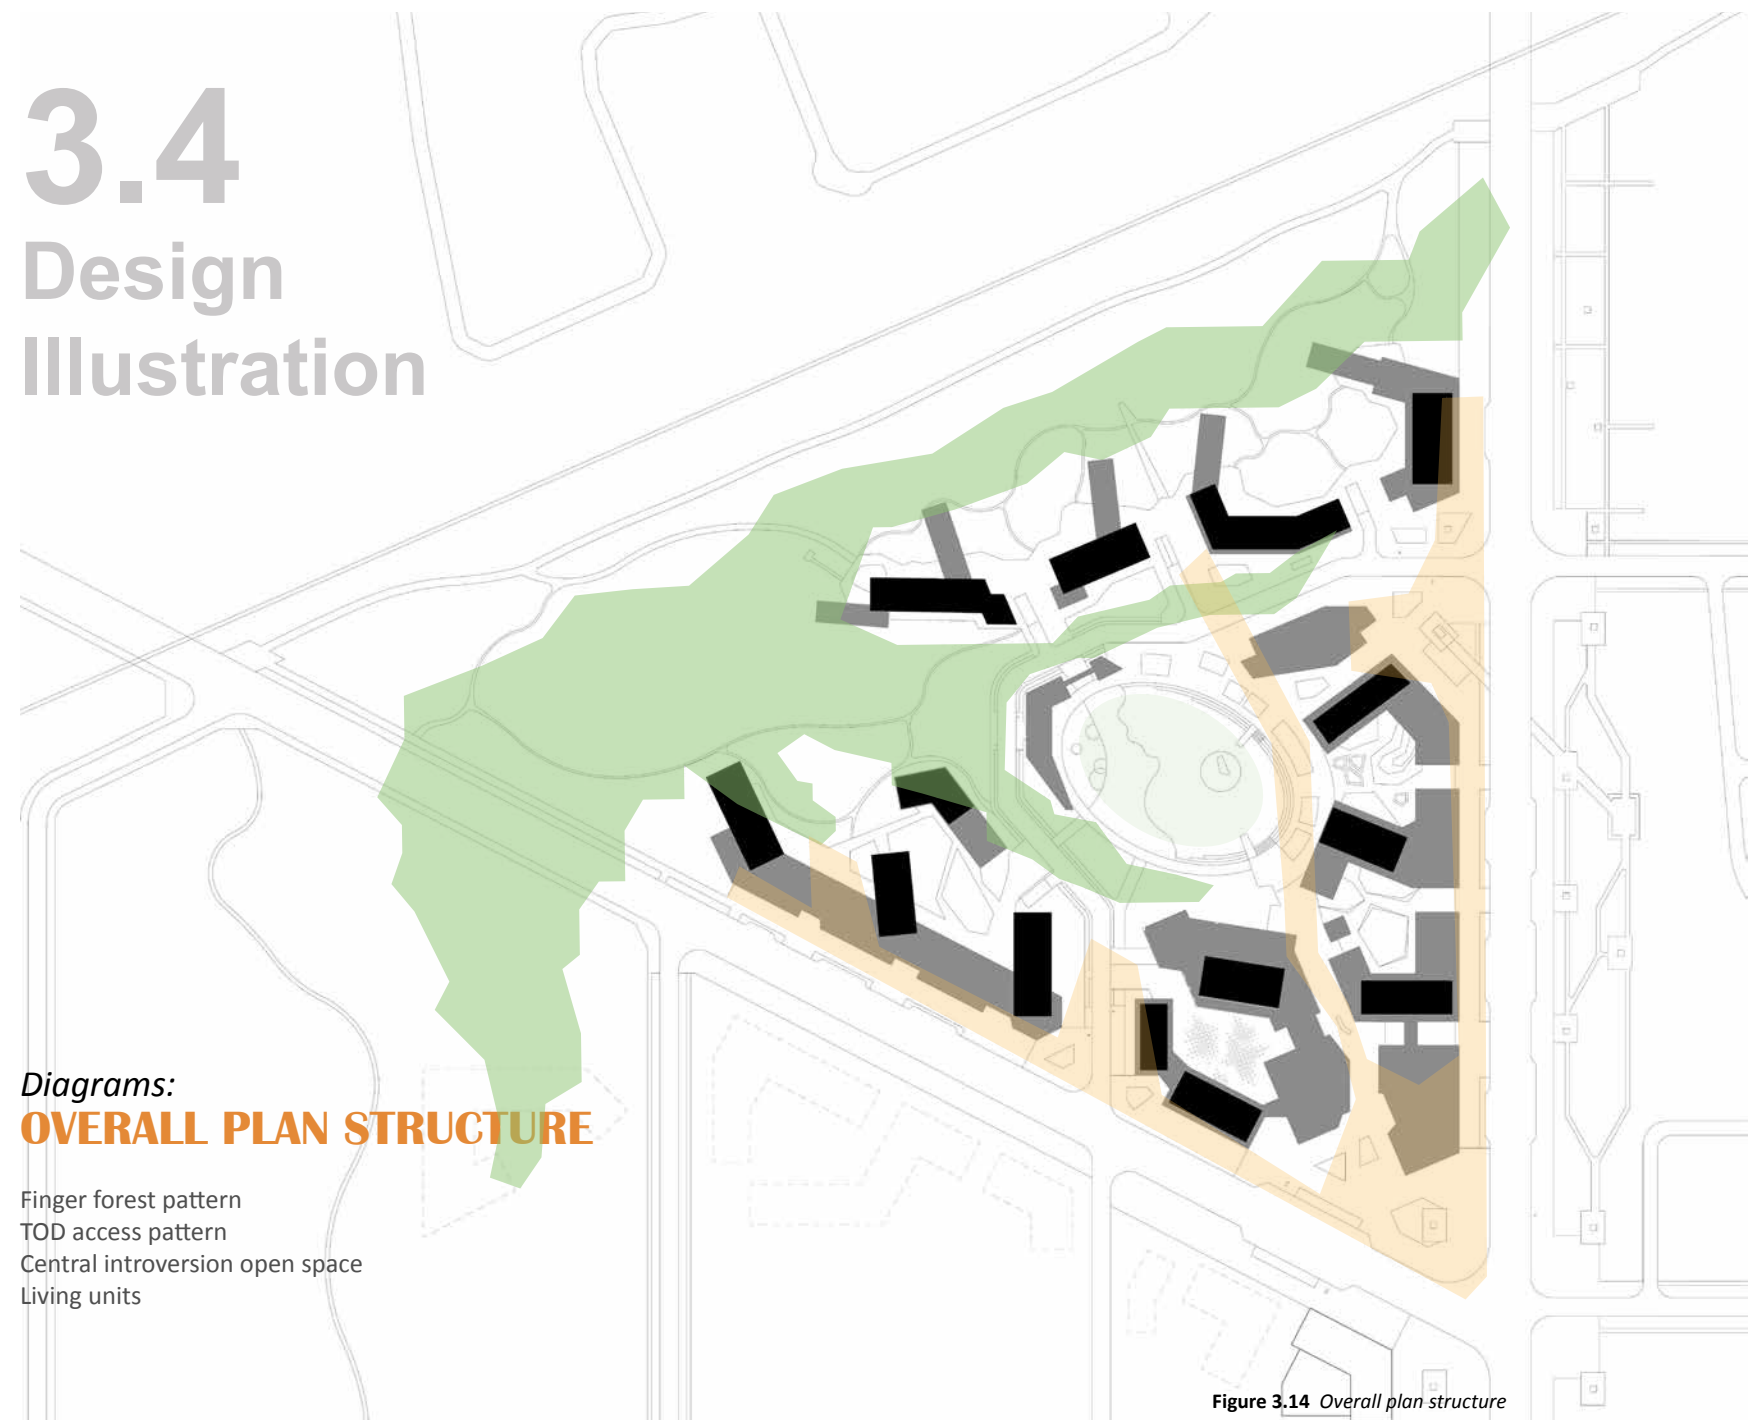 3.4
Design
Illustration
Diagrams:
OVERALL PLAN STRUCTURE
Finger forest pattern
TOD access pattern
Central introversion open space
Living units
Figure 3.14 Overall plan structure